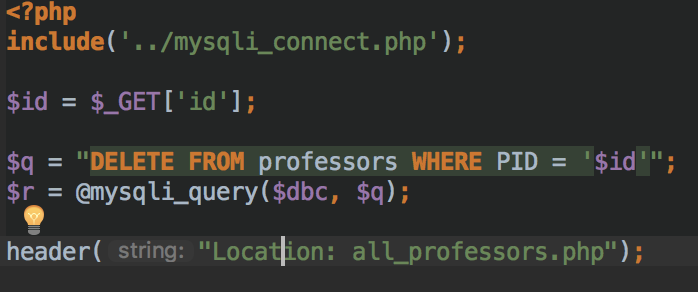 <?php
include('../mysqli_connect.php');
$id = $_GET['id'];
$q = "DELETE FROM professors WHERE PID = '$id'";
$r = @mysqli_query($dbc, $q);
header( string: "Location: all_professors.php");